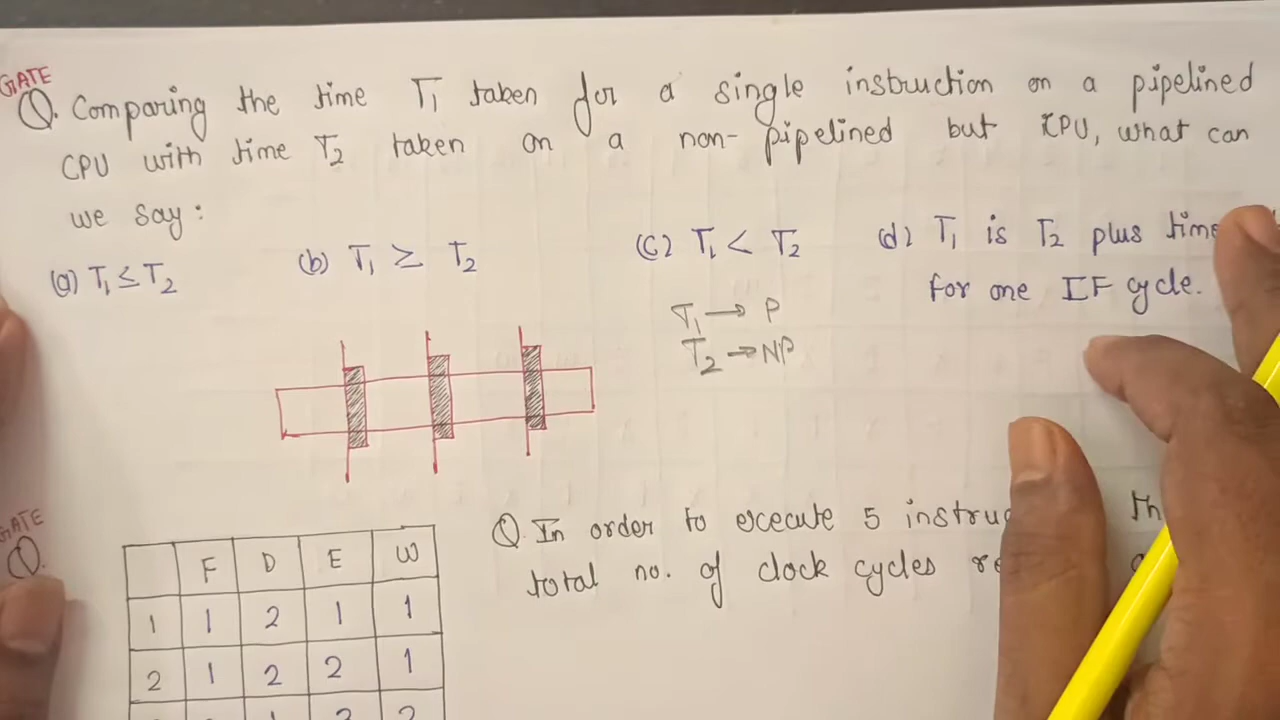 GATE
Q. Comparing the time T₁ taken for a single instruction on a pipelined
CPU with time T₂ taken on a non-pipelined but CPU, what can
we say:
(a) T₁ ≤ T₂ (b) T₁ ≥ T₂ (c) T₁ < T₂ (d) T₁ is T₂ plus time
for one IF cycle.
T₁ → P
T₂ → NP
GATE
Q.
F D E W
1 1 2 1 1
2 1 2 2 1
Q. In order to execute 5
total no. of clock cycles